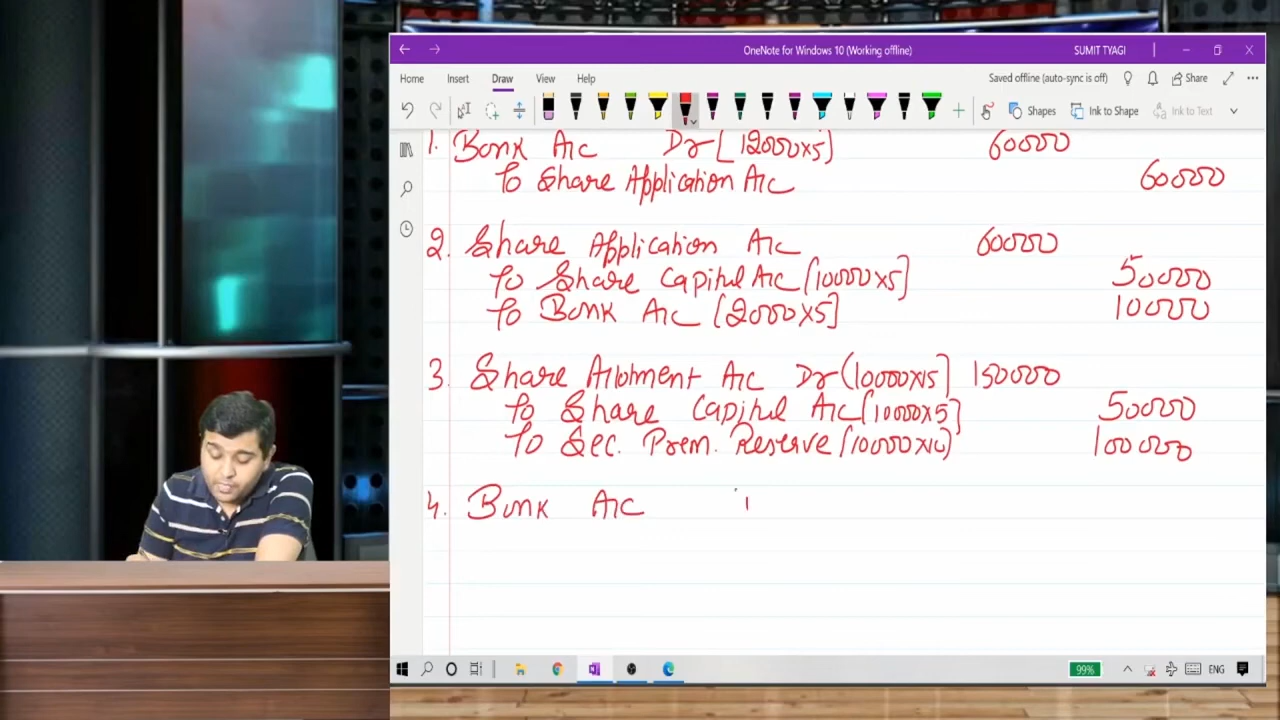 OneNote for Windows 10 (Working offline)
SUMIT TYAGI
Home Insert Draw View Help
Saved offline (auto-sync is off)
Share
Shapes
Ink to Shape
Ink to Text
1. Bank A/c Dr [12000x5] 60000
To Share Application A/c 60000
2. Share Application A/c 60000
To Share Capital A/c [10000x5] 50000
To Bank A/c [2000x5] 10000
3. Share Allotment A/c Dr (10000x15] 150000
To Share Capital A/c [10000x5] 50000
To Sec. Prem. Reserve (10000x10) 100000
4. Bank A/c
99%
ENG